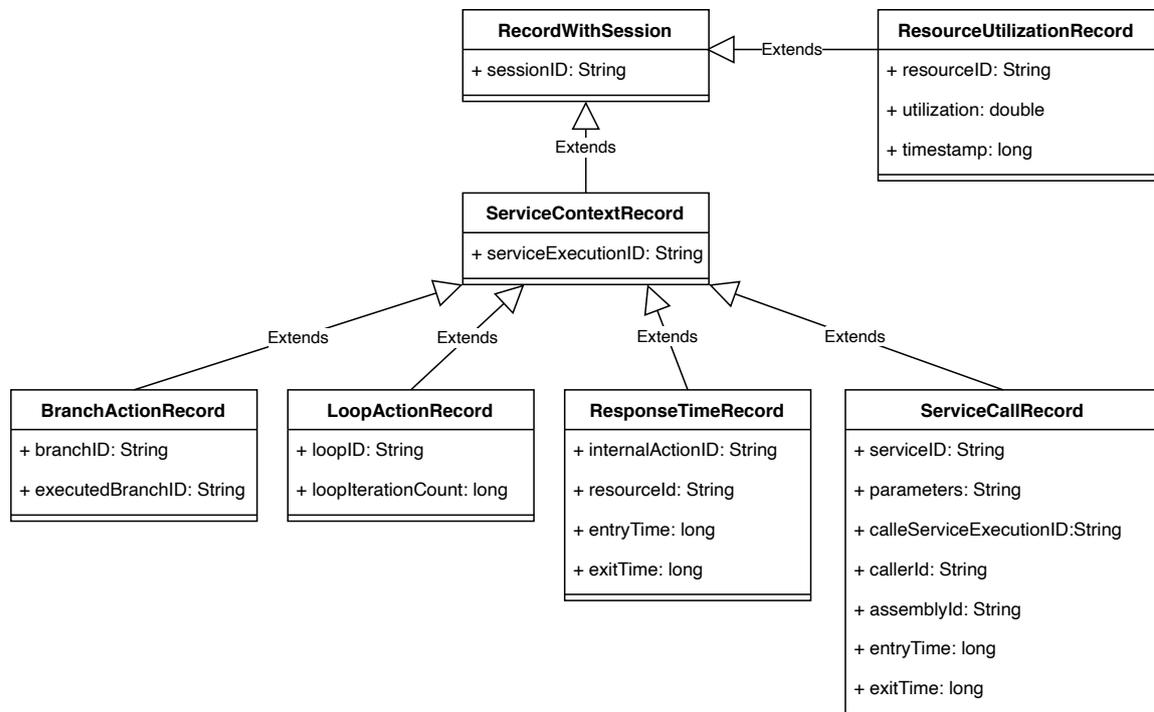 RecordWithSession
+ sessionID: String
Extends
ResourceUtilizationRecord
+ resourceID: String
+ utilization: double
+ timestamp: long
Extends
ServiceContextRecord
+ serviceExecutionID: String
Extends
Extends
Extends
Extends
BranchActionRecord
+ branchID: String
+ executedBranchID: String
LoopActionRecord
+ loopID: String
+ loopIterationCount: long
ResponseTimeRecord
+ internalActionID: String
+ resourceId: String
+ entryTime: long
+ exitTime: long
ServiceCallRecord
+ serviceID: String
+ parameters: String
+ calleServiceExecutionID:String
+ callerId: String
+ assemblyId: String
+ entryTime: long
+ exitTime: long